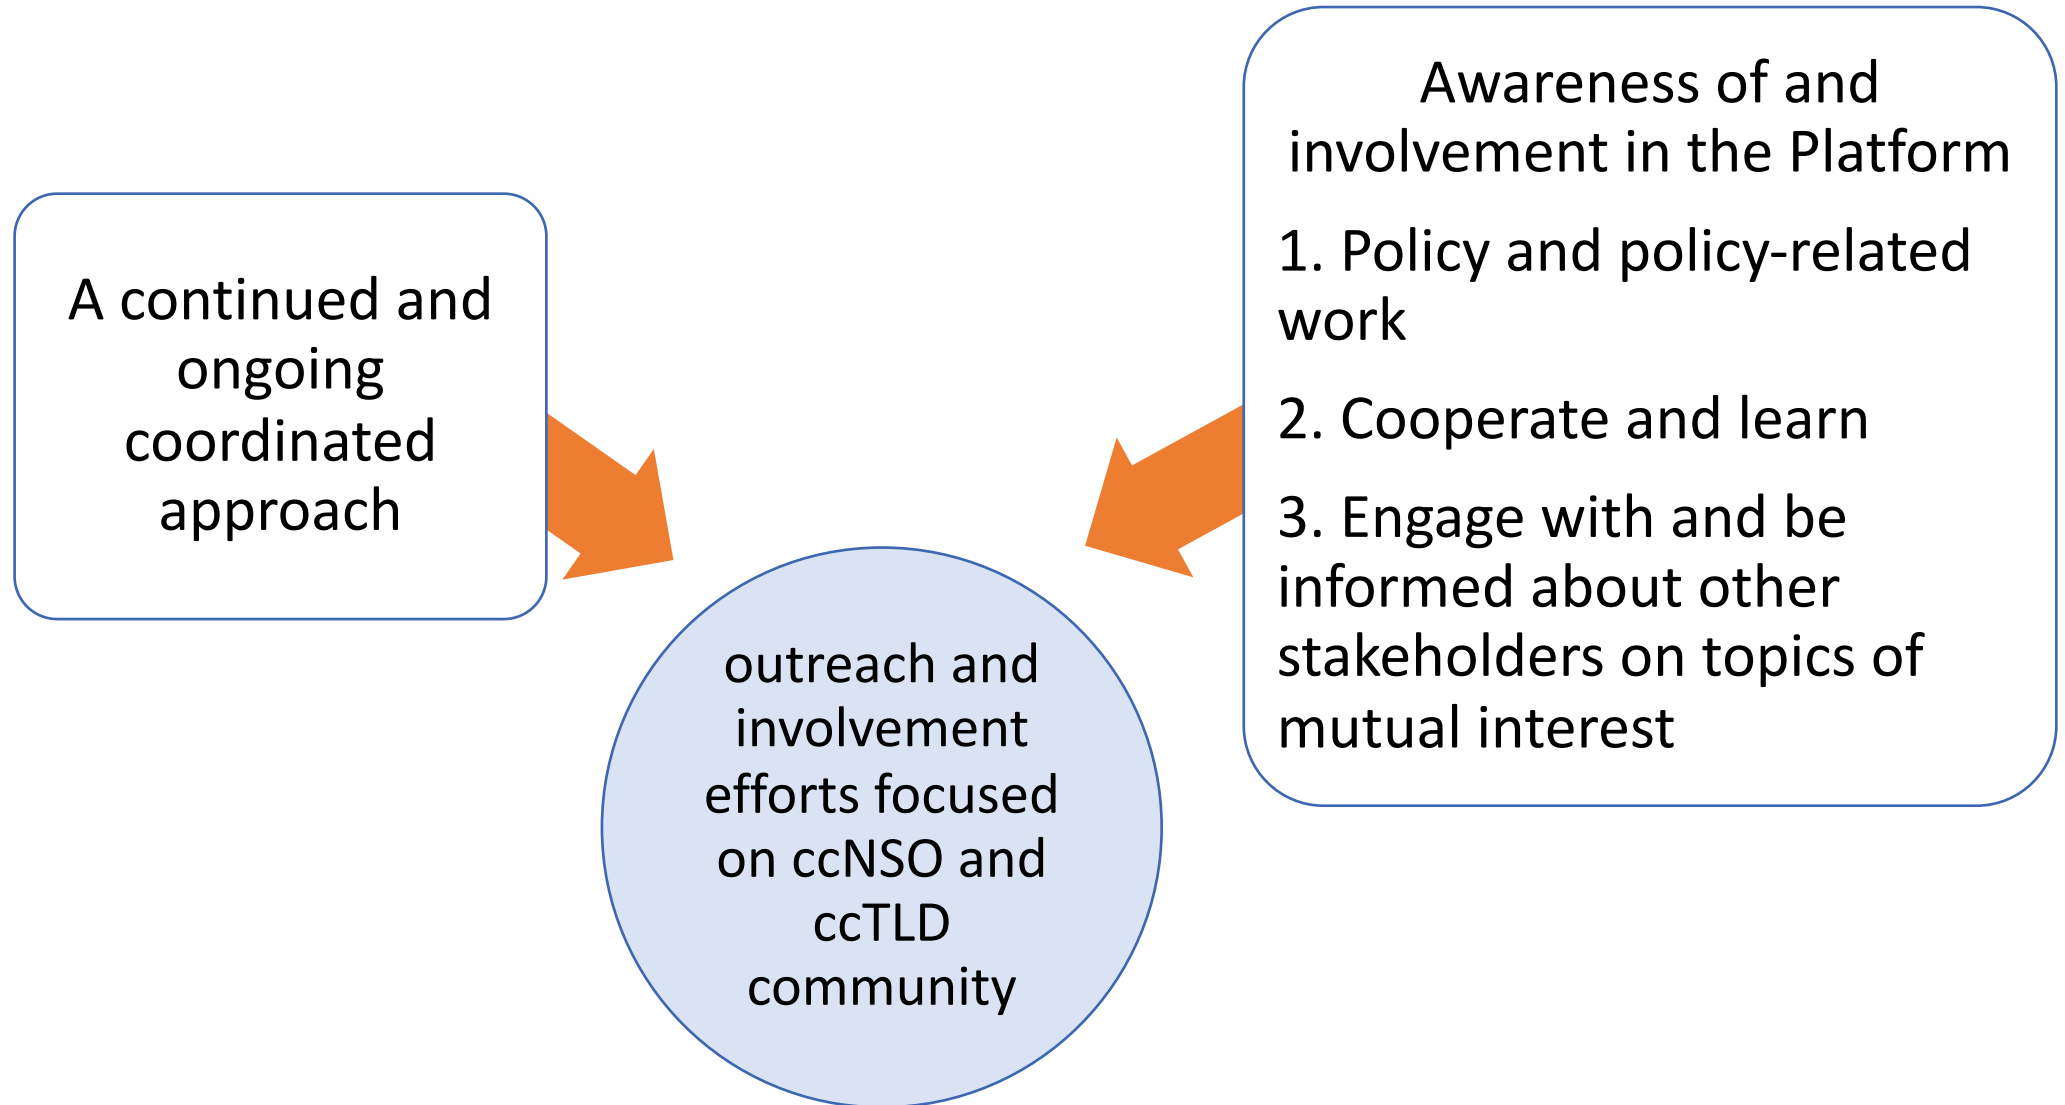 A continued and
ongoing
coordinated
approach
Awareness of and
involvement in the Platform
1. Policy and policy-related
work
2. Cooperate and learn
3. Engage with and be
informed about other
stakeholders on topics of
mutual interest
outreach and
involvement
efforts focused
on ccNSO and
ccTLD
community